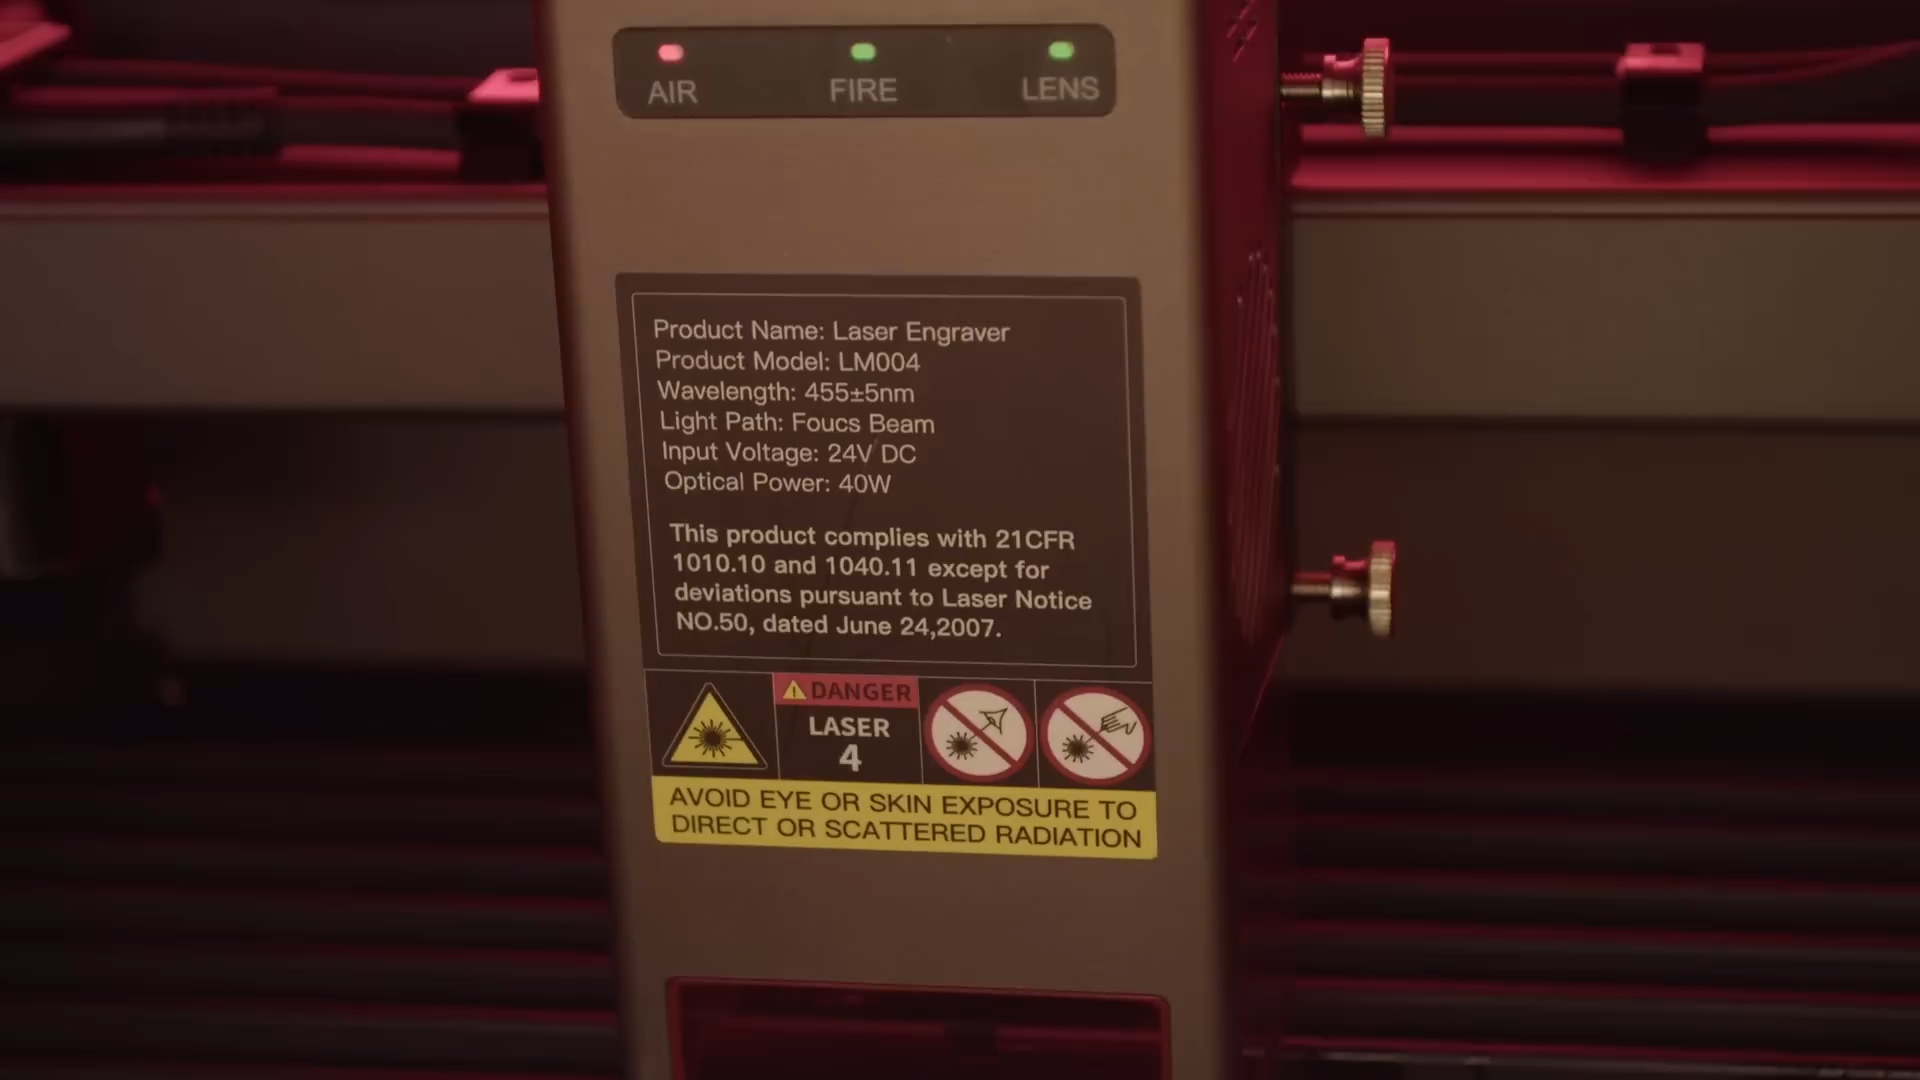 AIR FIRE LENS
Product Name: Laser Engraver
Product Model: LM004
Wavelength: 455±5nm
Light Path: Foucs Beam
Input Voltage: 24V DC
Optical Power: 40W
This product complies with 21CFR
1010.10 and 1040.11 except for
deviations pursuant to Laser Notice
NO.50, dated June 24,2007.
DANGER
LASER
4
AVOID EYE OR SKIN EXPOSURE TO
DIRECT OR SCATTERED RADIATION